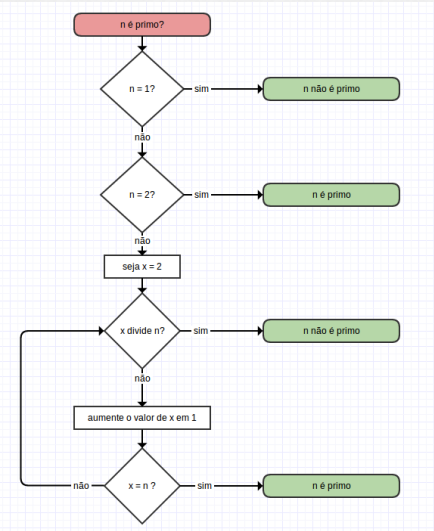 n é primo?
n = 1?
sim
n não é primo
não
n = 2?
sim
n é primo
não
seja x = 2
x divide n?
sim
n não é primo
não
aumente o valor de x em 1
não
x = n ?
sim
n é primo